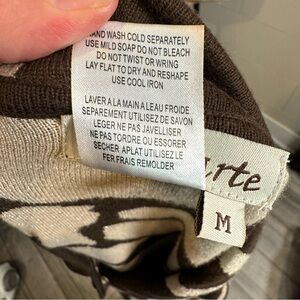 HAND WASH COLD SEPARATELY
USE MILD SOAP DO NOT BLEACH
DO NOT TWIST OR WRING
LAY FLAT TO DRY AND RESHAPE
USE COOL IRON
LAVER A LA MAIN A LEAU FROIDE
SEPAREMENT UTILISEZ DE SAVON
LEGER NE PAS JAVELLISER
NE PAS TORDRE OU ESSORER
SECHER APLAT UTILISEZ LE
FER FRAIS REMOLDER
M